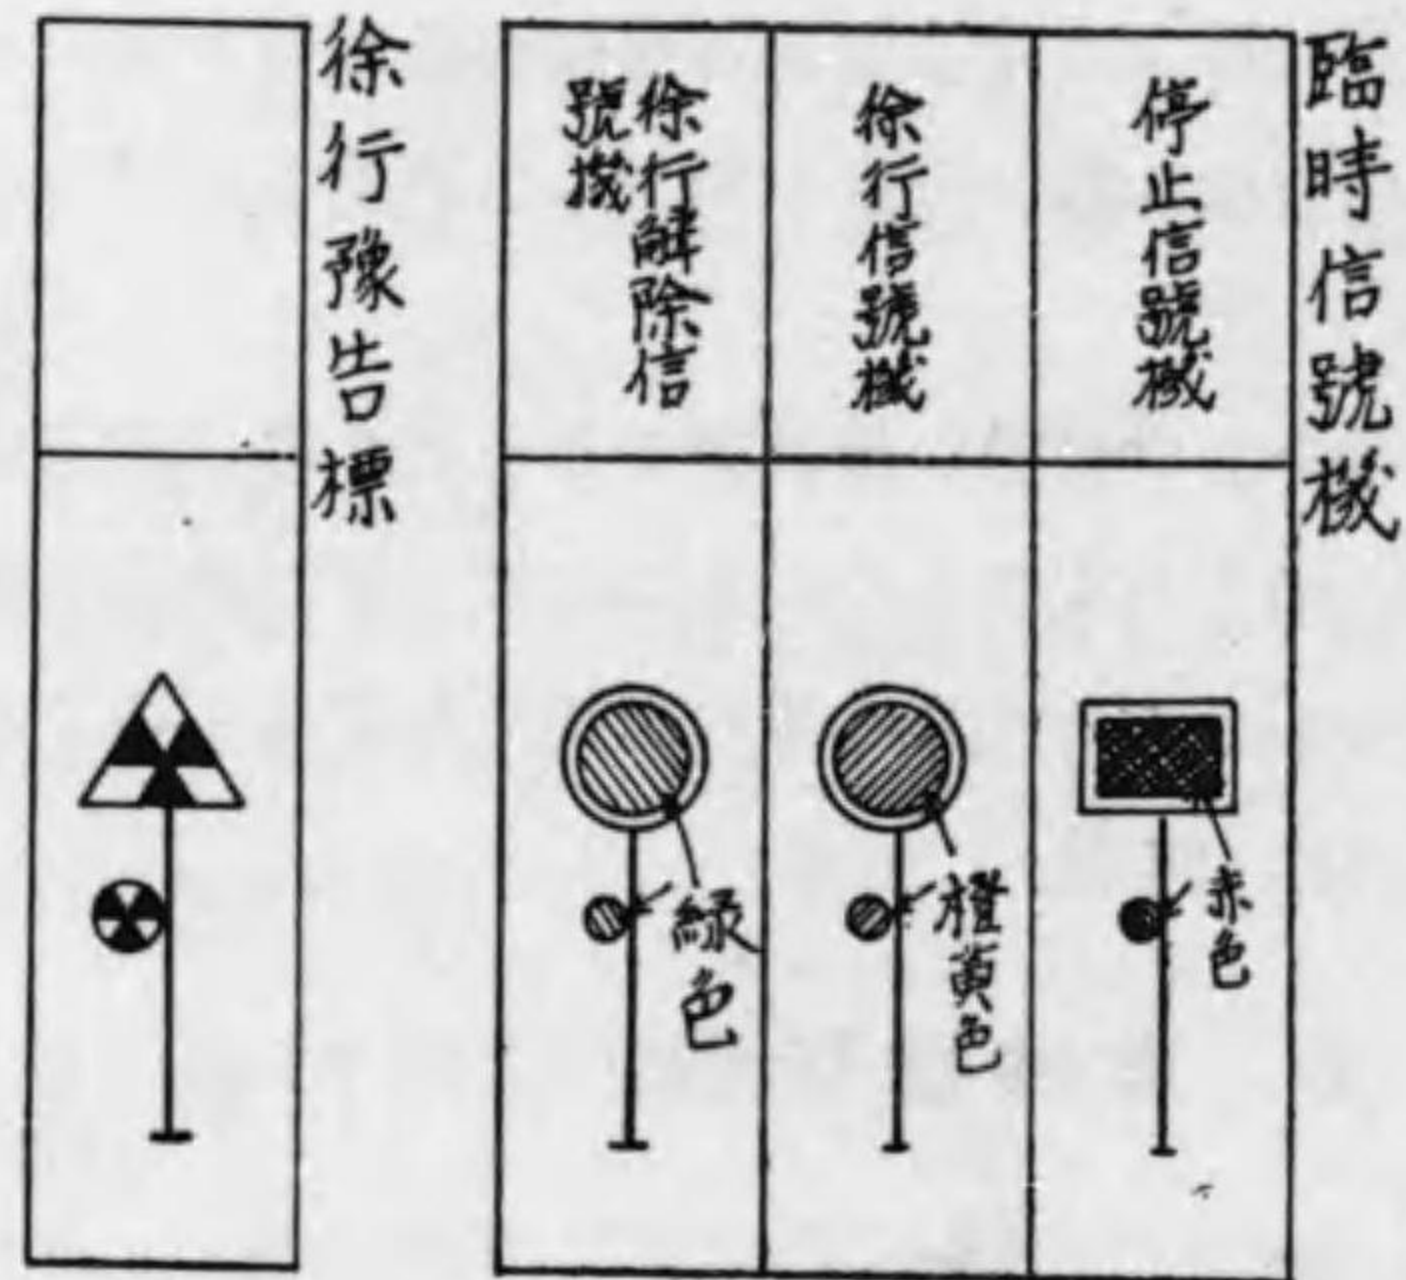 臨時信號機
停止信號機
赤色
徐行信號機
橙黄色
徐行解除信
號機
緑色
徐行豫告標